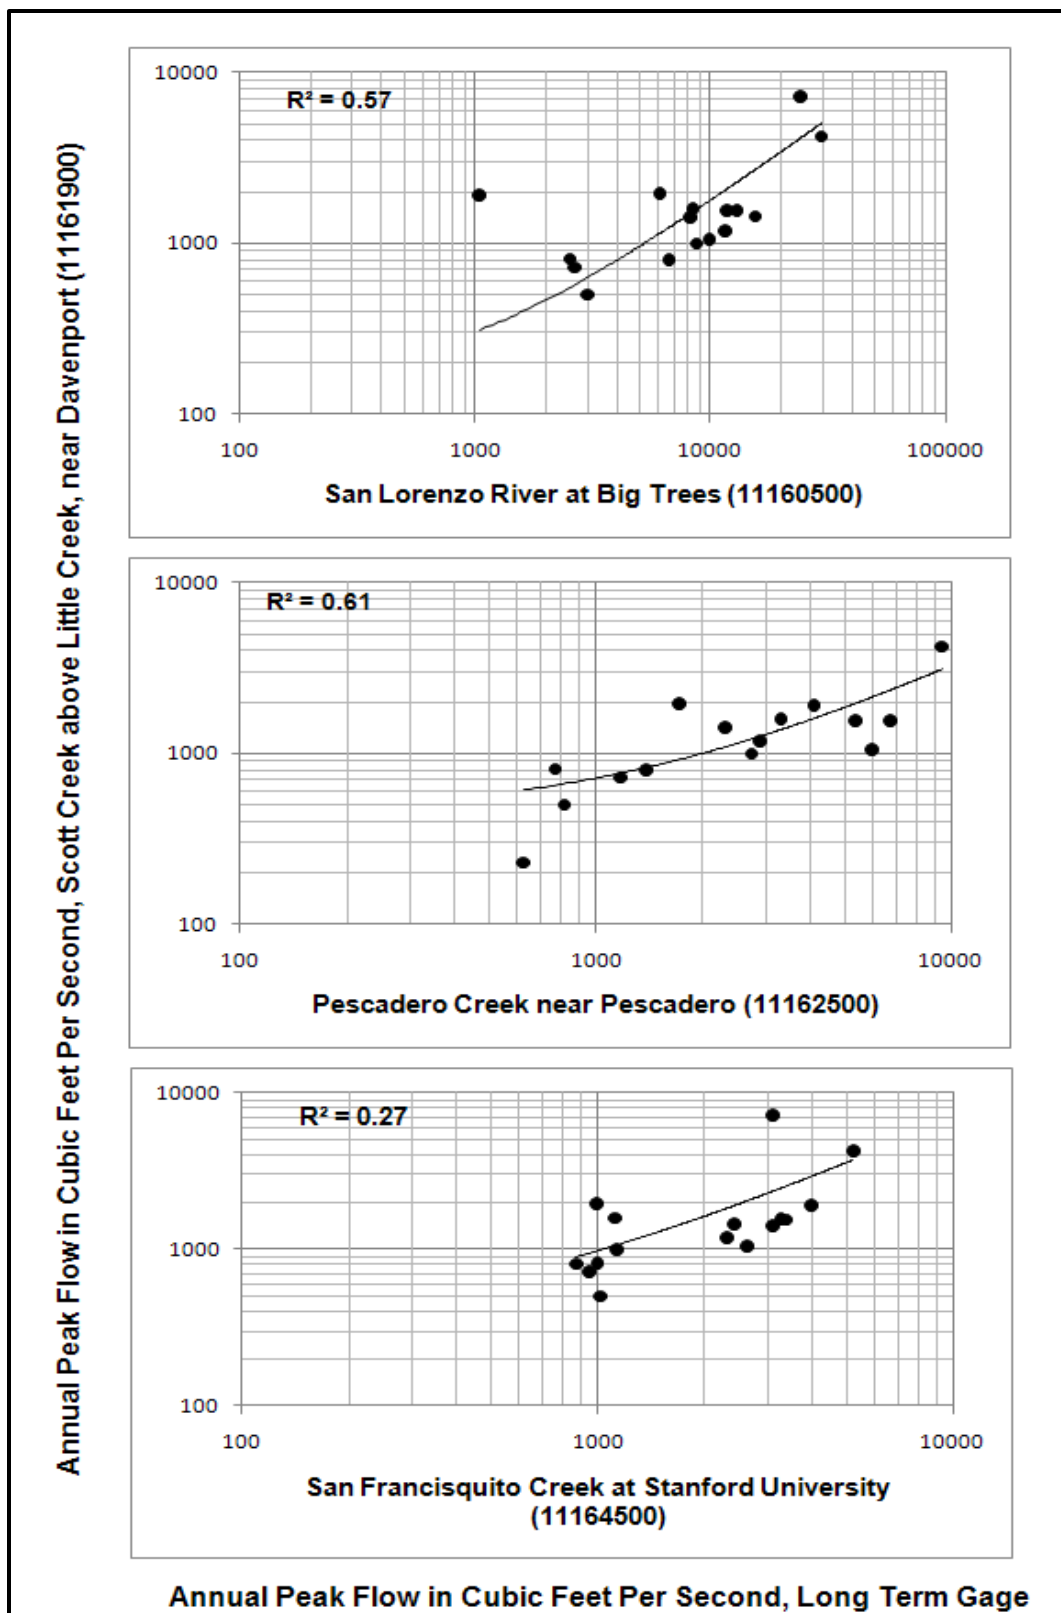 Annual Peak Flow in Cubic Feet Per Second, Scott Creek above Little Creek, near Davenport (11161900)
10000
1000
100
R² = 0.57
100 1000 10000 100000
San Lorenzo River at Big Trees (11160500)
10000
1000
100
R² = 0.61
100 1000 10000
Pescadero Creek near Pescadero (11162500)
10000
1000
100
R² = 0.27
100 1000 10000
San Francisquito Creek at Stanford University
(11164500)
Annual Peak Flow in Cubic Feet Per Second, Long Term Gage